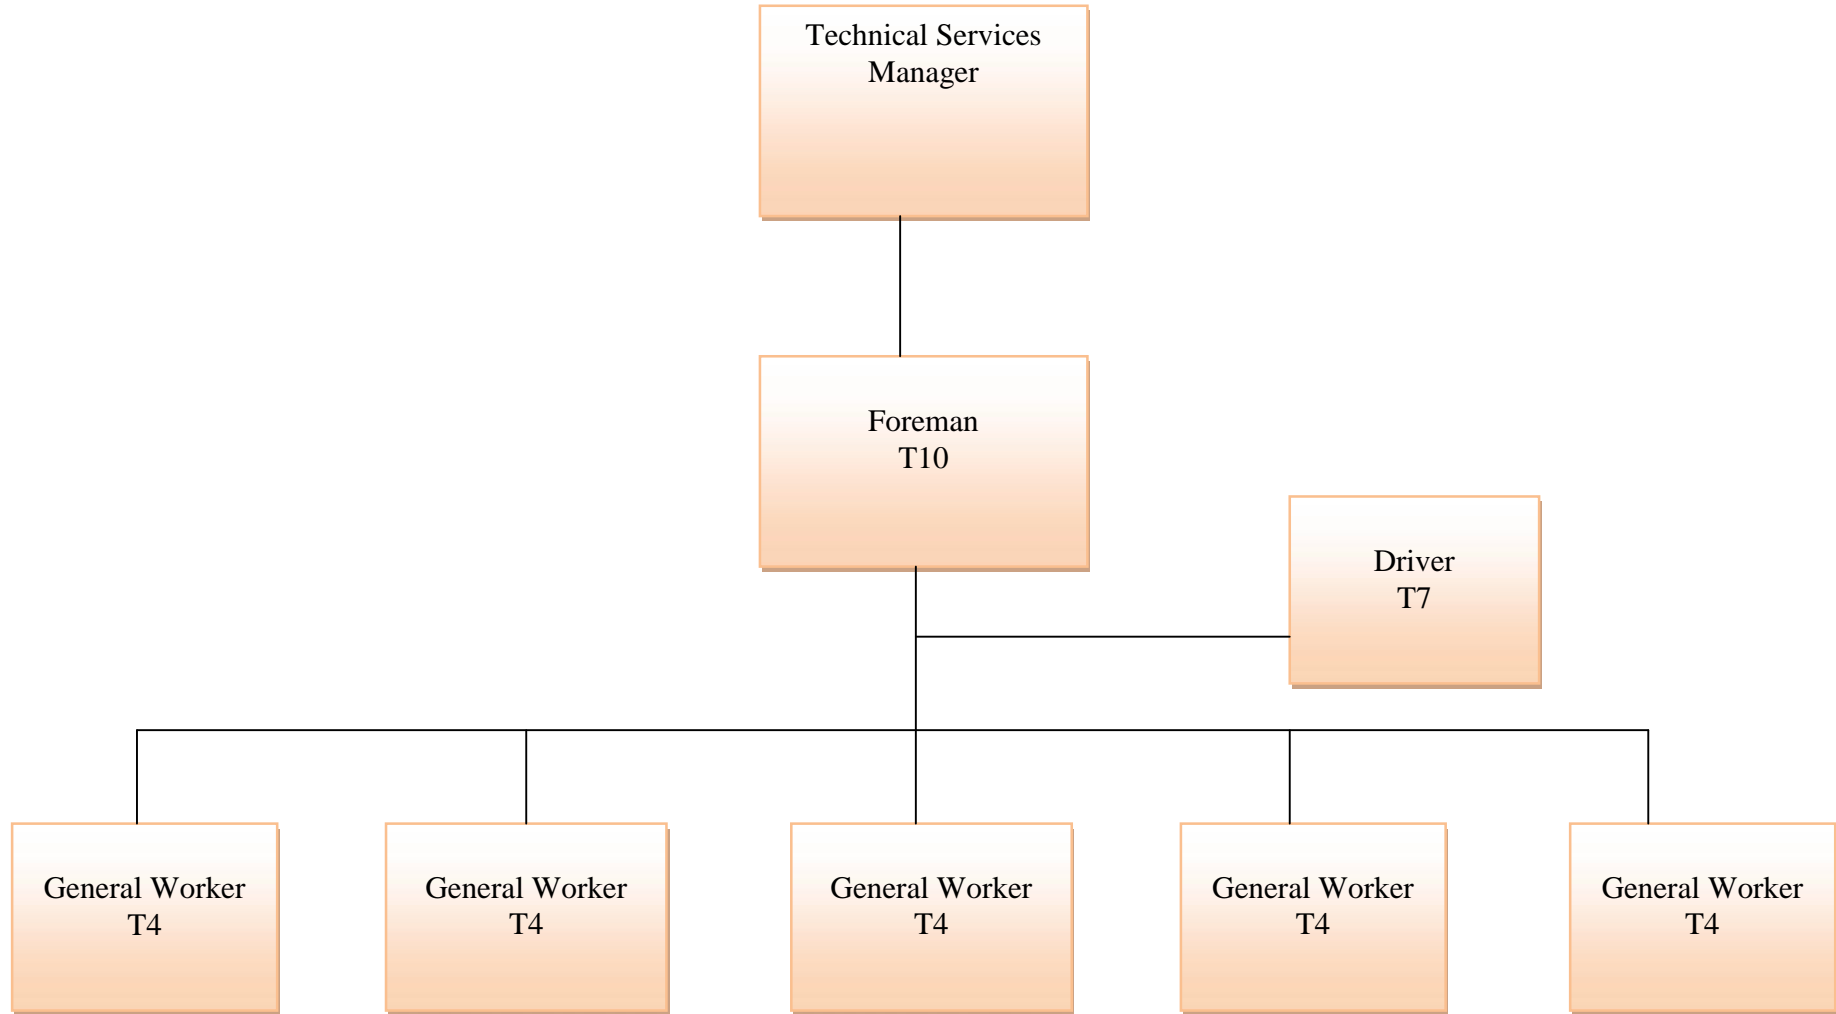 Technical Services
Manager
Foreman
T10
Driver
T7
General Worker
T4
General Worker
T4
General Worker
T4
General Worker
T4
General Worker
T4